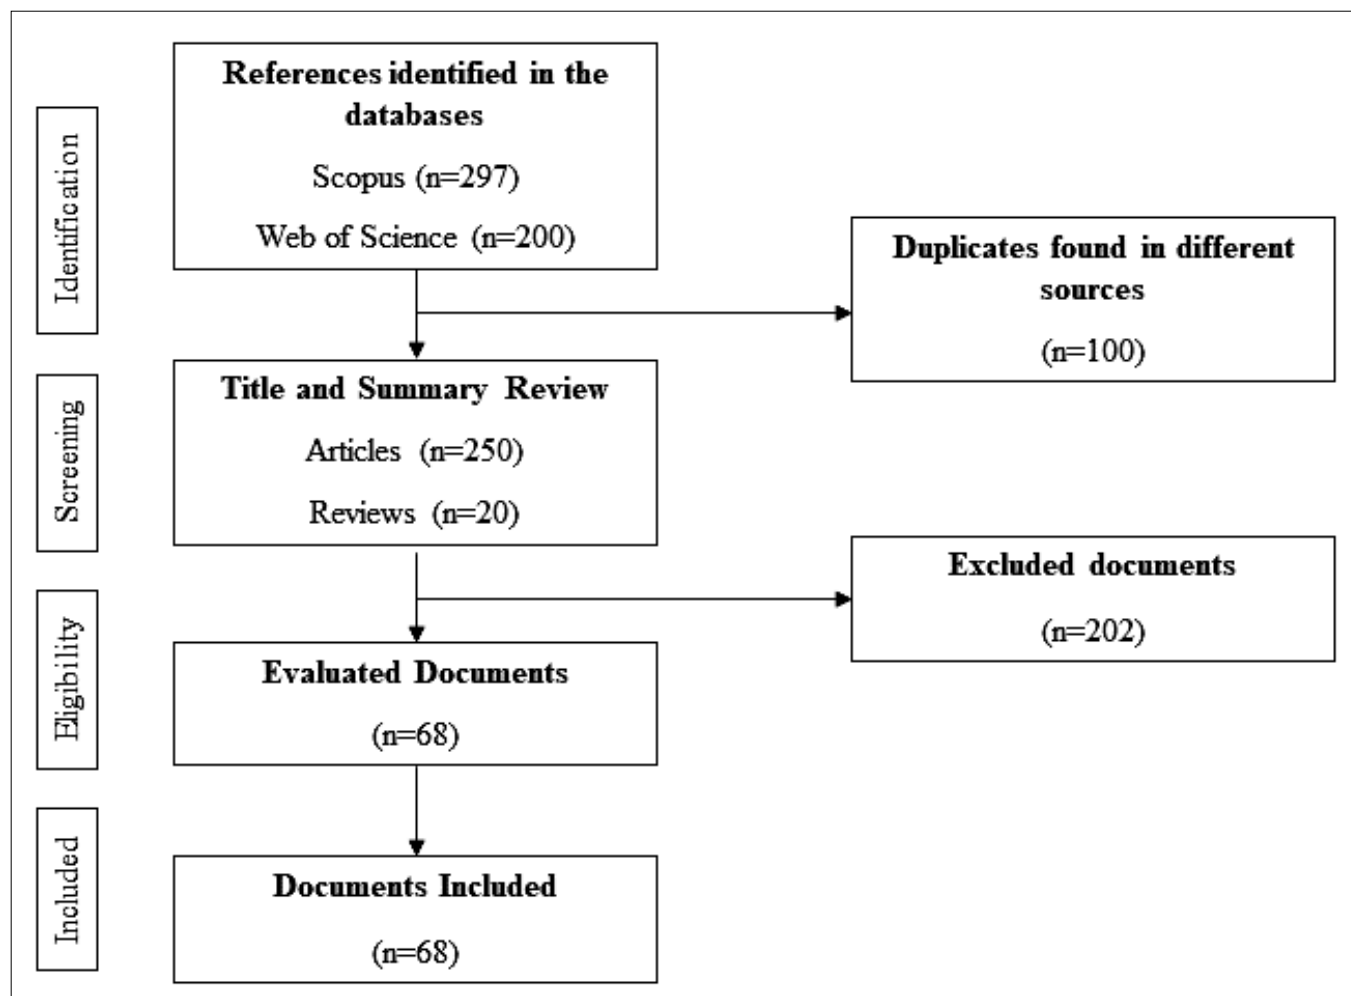 References identified in the
databases
Scopus (n=297)
Web of Science (n=200)
Identification
Duplicates found in different
sources
(n=100)
Title and Summary Review
Articles (n=250)
Reviews (n=20)
Screening
Excluded documents
(n=202)
Evaluated Documents
(n=68)
Eligibility
Documents Included
(n=68)
Included